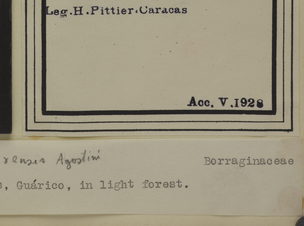 Leg.H.Pittier.Caracas
Acc. V.1928
Agostini Borraginaceae
, Guárico, in light forest.